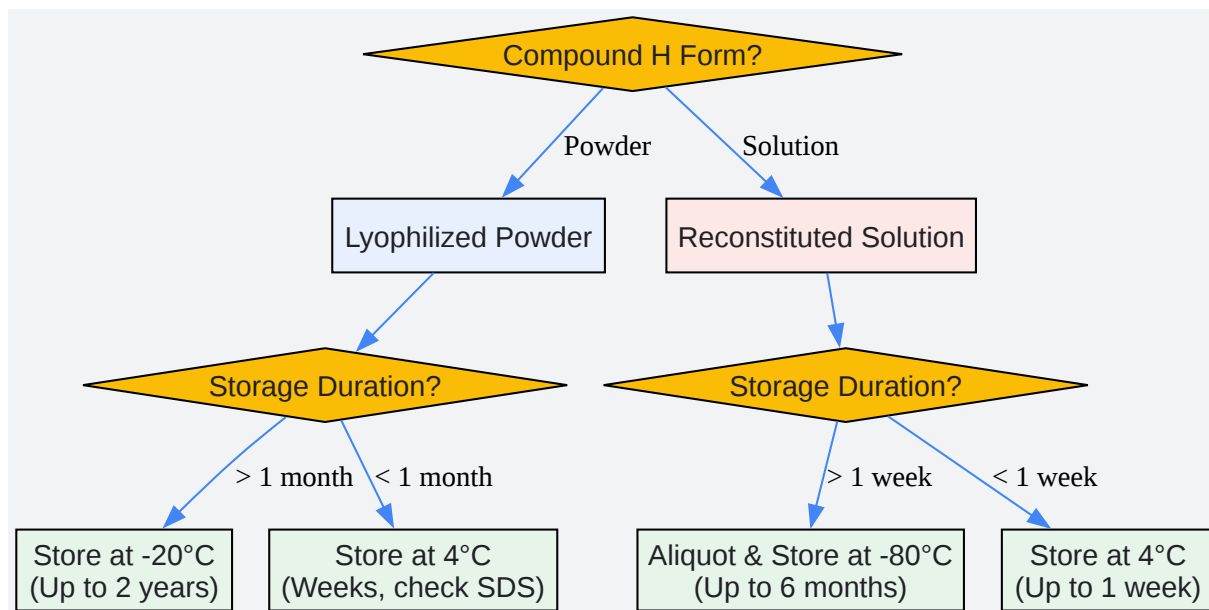 Compound H Form?
Powder
Solution
Lyophilized Powder
Reconstituted Solution
Storage Duration?
Storage Duration?
> 1 month
< 1 month
> 1 week
< 1 week
Store at -20°C
(Up to 2 years)
Store at 4°C
(Weeks, check SDS)
Aliquot & Store at -80°C
(Up to 6 months)
Store at 4°C
(Up to 1 week)